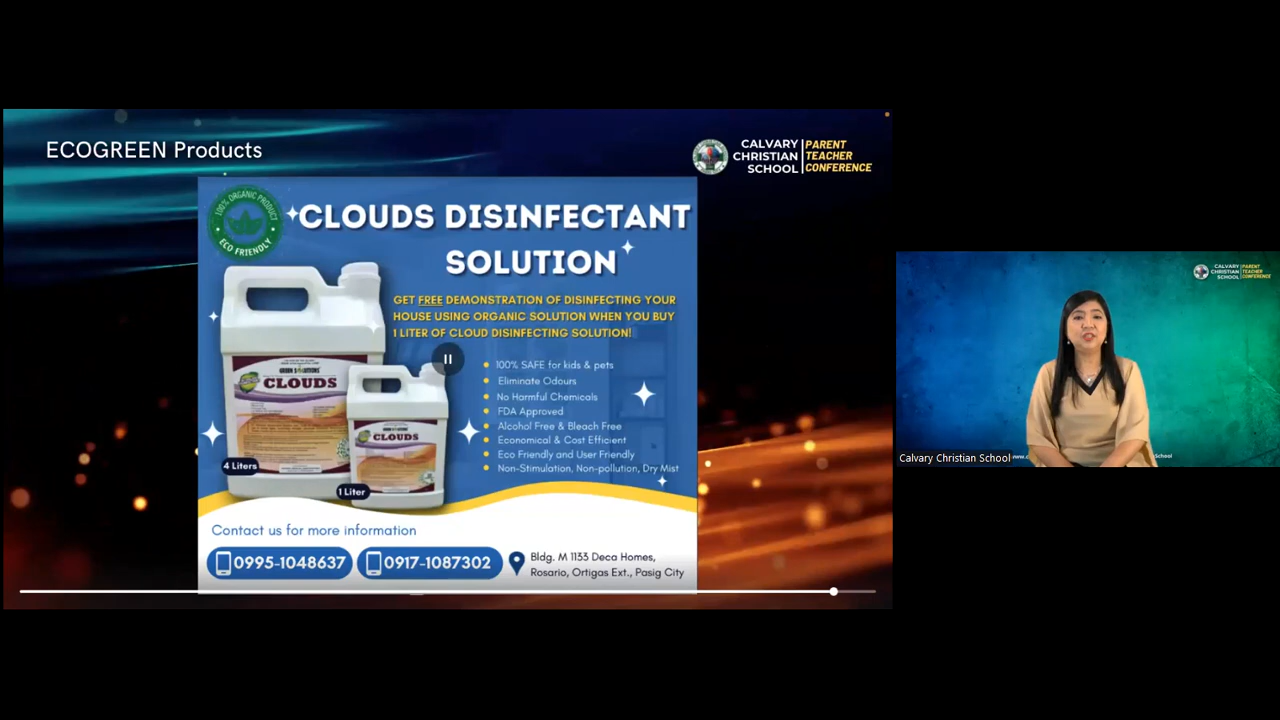 ECOGREEN Products
CALVARY
CHRISTIAN
SCHOOL
PARENT
TEACHER
CONFERENCE
100% ORGANIC PRODUCT
ECO FRIENDLY
CLOUDS DISINFECTANT
SOLUTION
GET FREE DEMONSTRATION OF DISINFECTING YOUR
HOUSE USING ORGANIC SOLUTION WHEN YOU BUY
1 LITER OF CLOUD DISINFECTING SOLUTION!
100% SAFE for kids & pets
Eliminate Odours
No Harmful Chemicals
FDA Approved
Alcohol Free & Bleach Free
Economical & Cost Efficient
Eco Friendly and User Friendly
Non-Stimulation, Non-pollution, Dry Mist
CLOUDS
4 Liters
CLOUDS
1 Liter
Contact us for more information
0995-1048637
0917-1087302
Bldg. M 1133 Deca Homes,
Rosario, Ortigas Ext., Pasig City
CALVARY
CHRISTIAN
SCHOOL
PARENT
TEACHER
CONFERENCE
Calvary Christian School